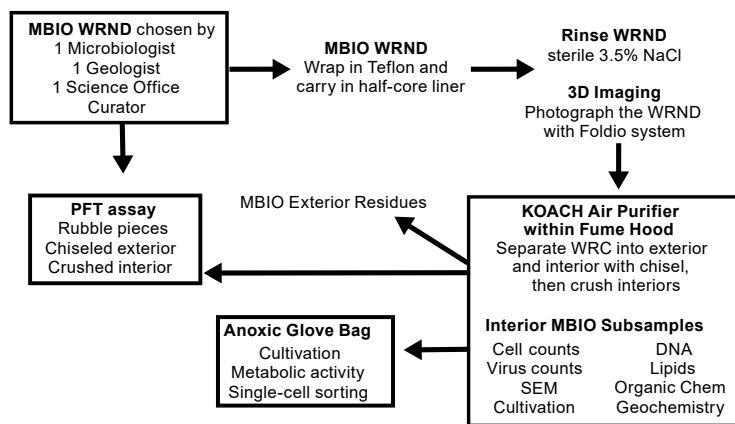 MBIO WRND chosen by
1 Microbiologist
1 Geologist
1 Science Office
Curator
MBIO WRND
Wrap in Teflon and
carry in half-core liner
Rinse WRND
sterile 3.5% NaCl
3D Imaging
Photograph the WRND
with Foldio system
PFT assay
Rubble pieces
Chiseled exterior
Crushed interior
MBIO Exterior Residues
KOACH Air Purifier
within Fume Hood
Separate WRC into exterior
and interior with chisel,
then crush interiors
Anoxic Glove Bag
Cultivation
Metabolic activity
Single-cell sorting
Interior MBIO Subsamples
Cell counts DNA
Virus counts Lipids
SEM Organic Chem
Cultivation Geochemistry